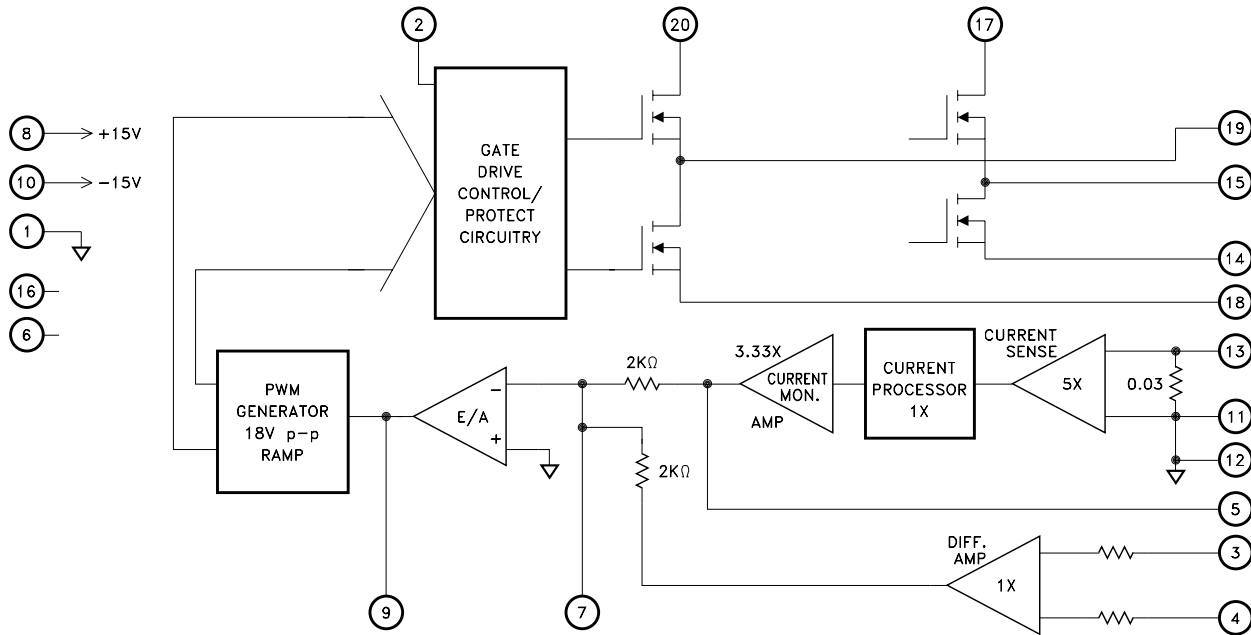 2
20
17
8
+15V
10
-15V
1
16
6
GATE
DRIVE
CONTROL/
PROTECT
CIRCUITRY
19
15
14
18
PWM
GENERATOR
18V p-p
RAMP
E/A
-
+
2KΩ
2KΩ
3.33X
CURRENT
MON.
AMP
CURRENT
PROCESSOR
1X
CURRENT
SENSE
5X
0.03
13
11
12
5
DIFF.
AMP
1X
3
4
9
7